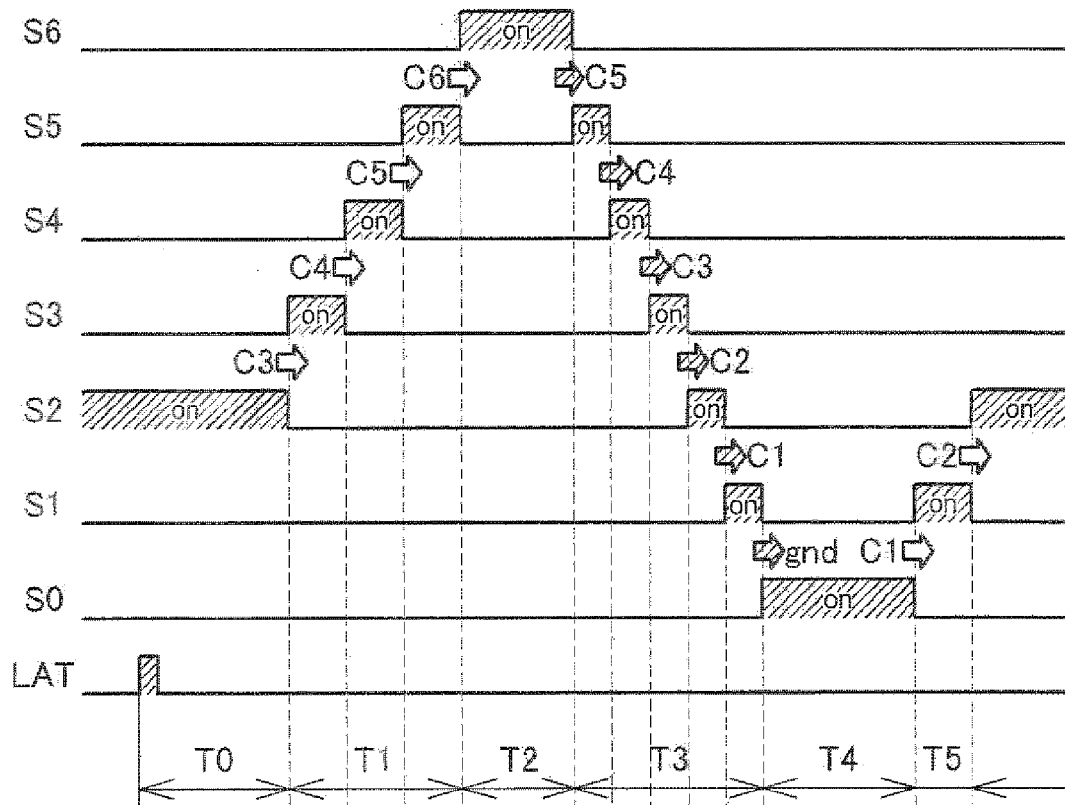 S6 on
C6 C5
S5 on on
C5 C4
S4 on on
C4 C3
S3 on on
C3 C2
S2 on on on
C1 C2
S1 on on
gnd C1
S0 on
LAT
T0 T1 T2 T3 T4 T5